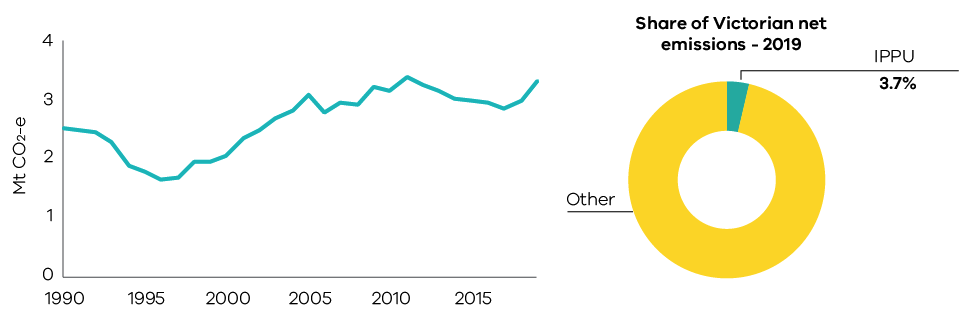 Mt CO2-e
4
3
2
1
0
1990 1995 2000 2005 2010 2015
Share of Victorian net
emissions - 2019
IPPU
3.7%
Other